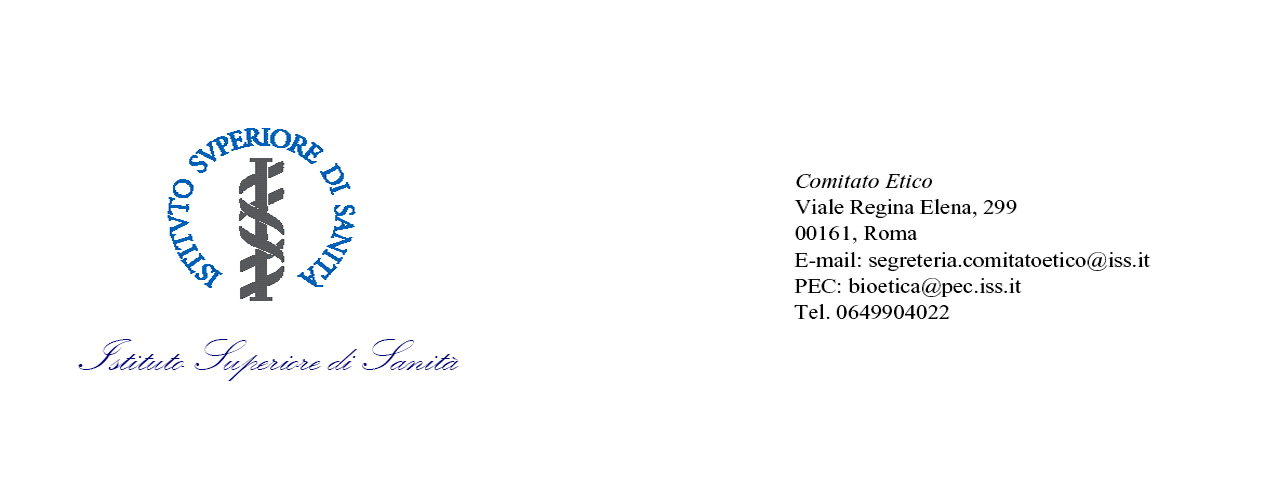 ISTITVTO SVPERIORE DI SANITÀ
Istituto Superiore di Sanità
Comitato Etico
Viale Regina Elena, 299
00161, Roma
E-mail: segreteria.comitatoetico@iss.it
PEC: bioetica@pec.iss.it
Tel. 0649904022